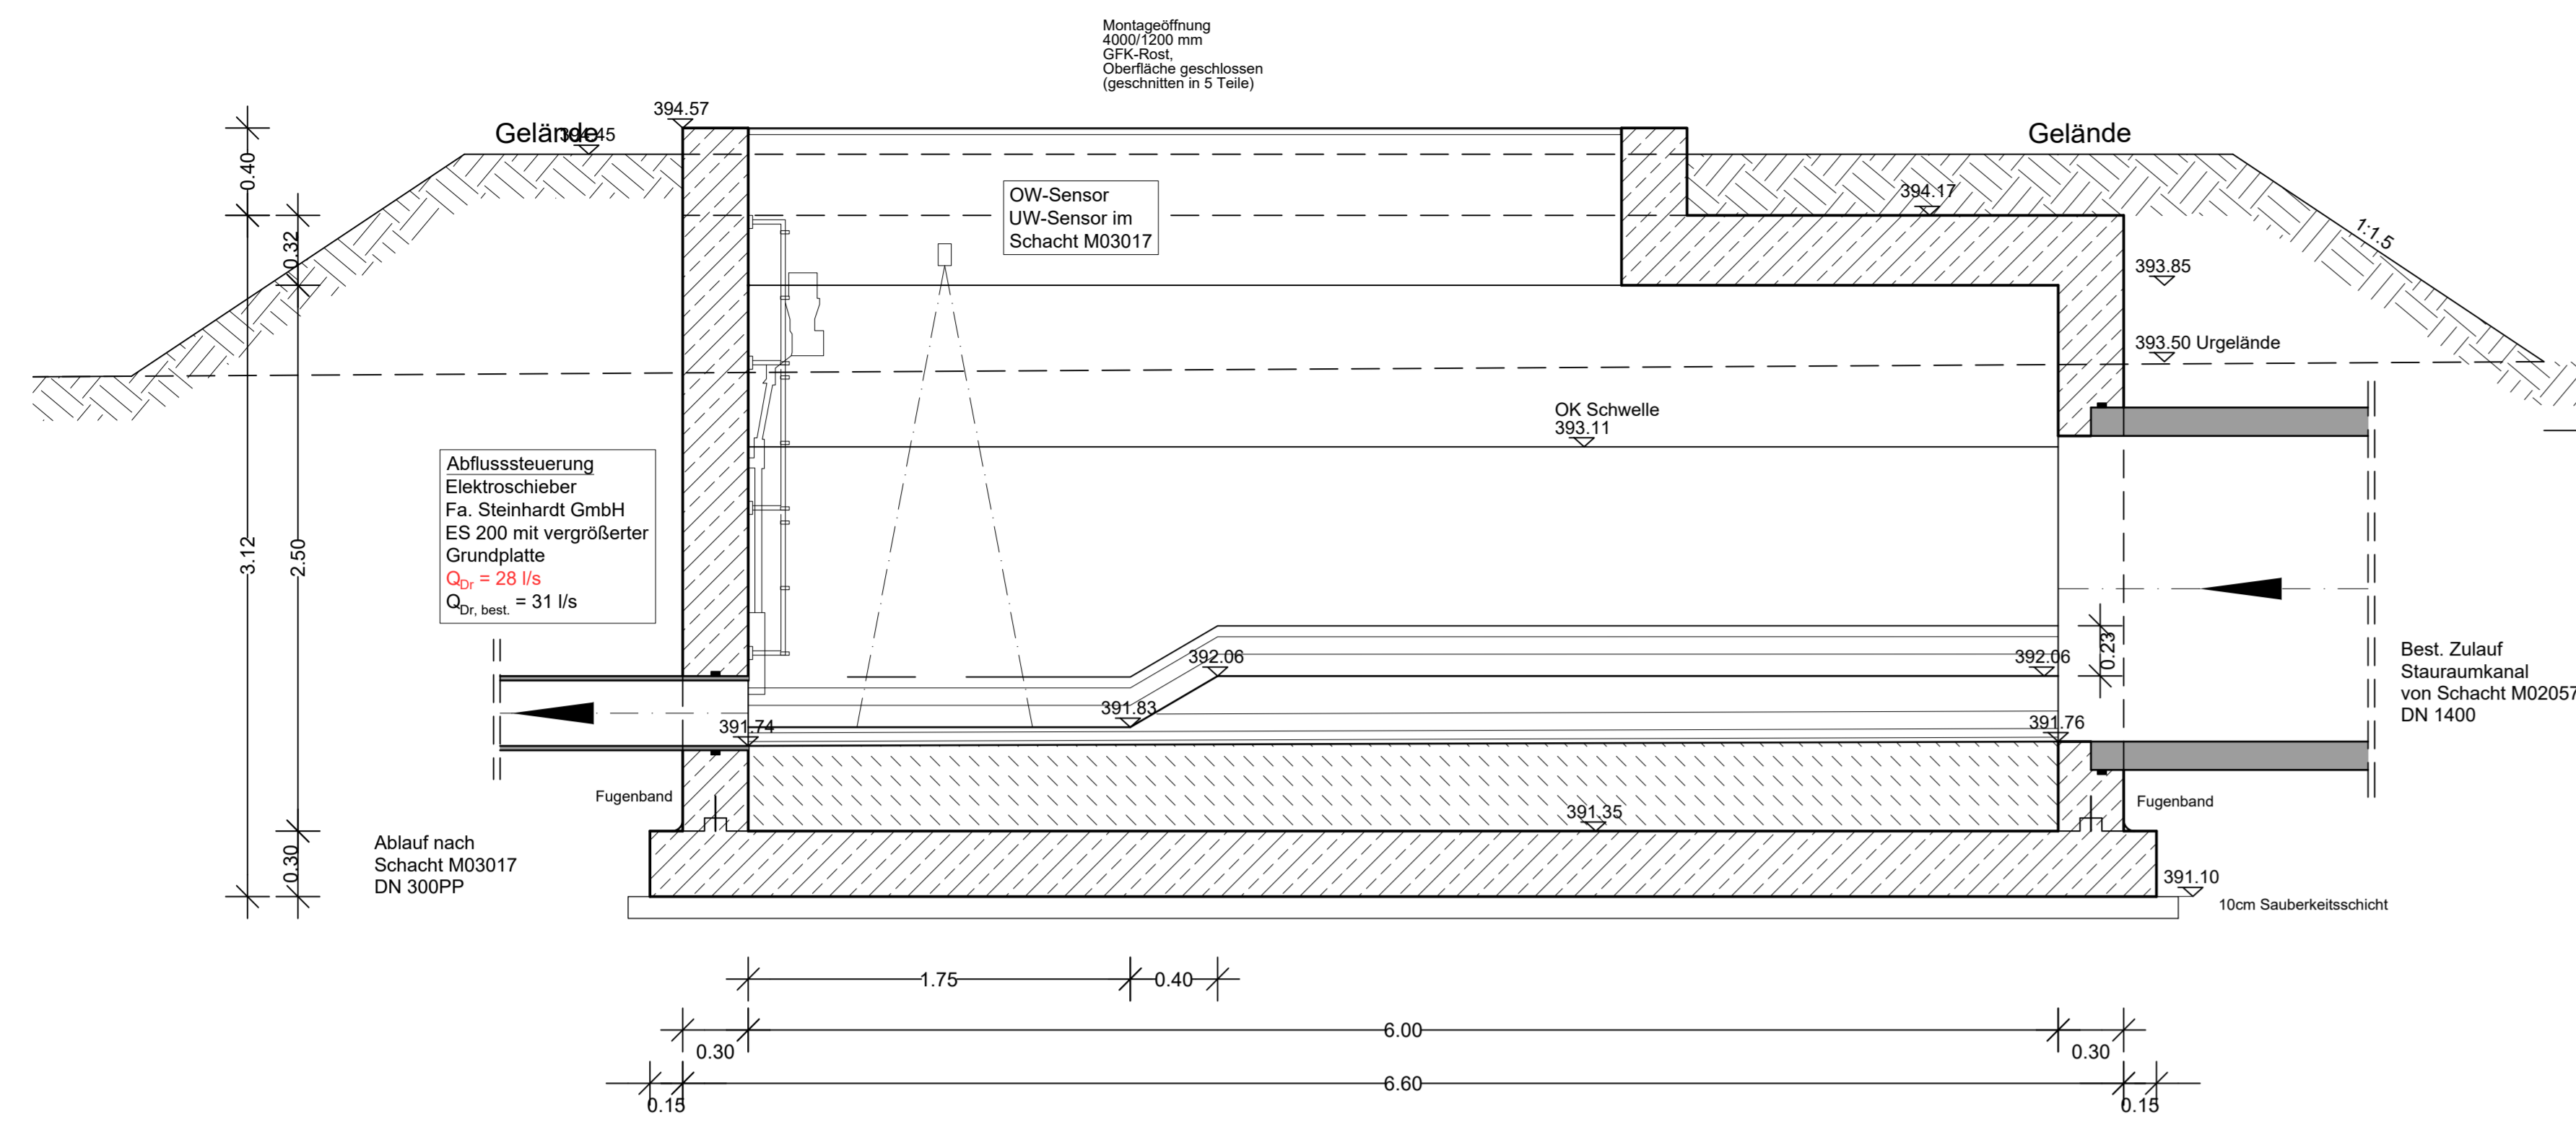 Montageöffnung
4000/1200 mm
GFK-Rost,
Oberfläche geschlossen
(geschnitten in 5 Teile)
394.57
Gelände
394.45
Gelände
0.40
OW-Sensor
UW-Sensor im
Schacht M03017
394.17
1:1.5
0.32
393.85
393.50 Urgelände
OK Schwelle
393.11
Abflusssteuerung
Elektroschieber
Fa. Steinhardt GmbH
ES 200 mit vergrößerter
Grundplatte
QDr = 28 l/s
QDr, best. = 31 l/s
3.12
2.50
0.23
392.06
392.06
Best. Zulauf
Stauraumkanal
von Schacht M02057
DN 1400
391.83
391.74
391.76
Fugenband
Fugenband
391.35
Ablauf nach
Schacht M03017
DN 300PP
0.30
391.10
10cm Sauberkeitsschicht
1.75
0.40
6.00
0.30
0.30
6.60
0.15
0.15